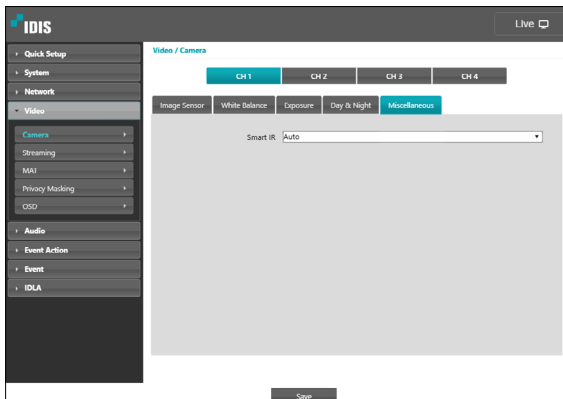 IDIS
Live
Quick Setup
System
Network
Video
Camera
Streaming
MAT
Privacy Masking
OSD
Audio
Event Action
Event
IDLA
Video / Camera
CH 1 CH 2 CH 3 CH 4
Image Sensor White Balance Exposure Day & Night Miscellaneous
Smart IR Auto
Save